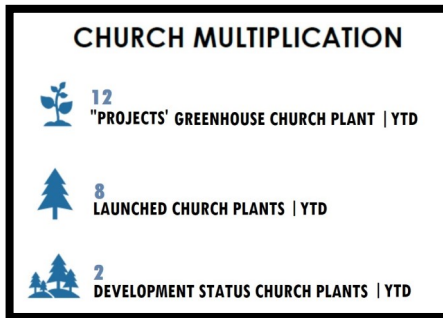 CHURCH MULTIPLICATION
12
"PROJECTS' GREENHOUSE CHURCH PLANT | YTD
8
LAUNCHED CHURCH PLANTS | YTD
2
DEVELOPMENT STATUS CHURCH PLANTS | YTD